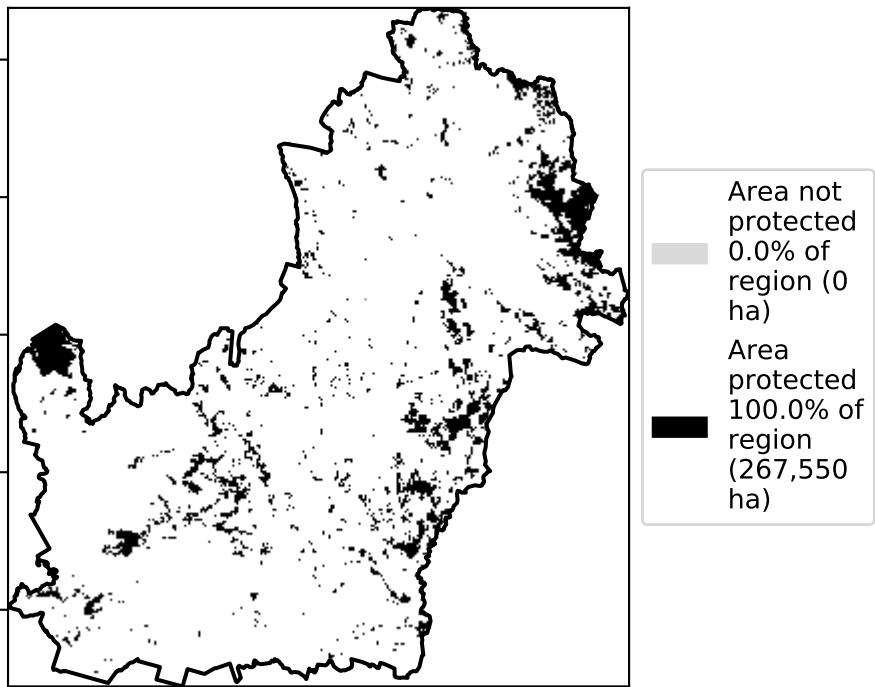 Area not
protected
0.0% of
region (0
ha)
Area
protected
100.0% of
region
(267,550
ha)